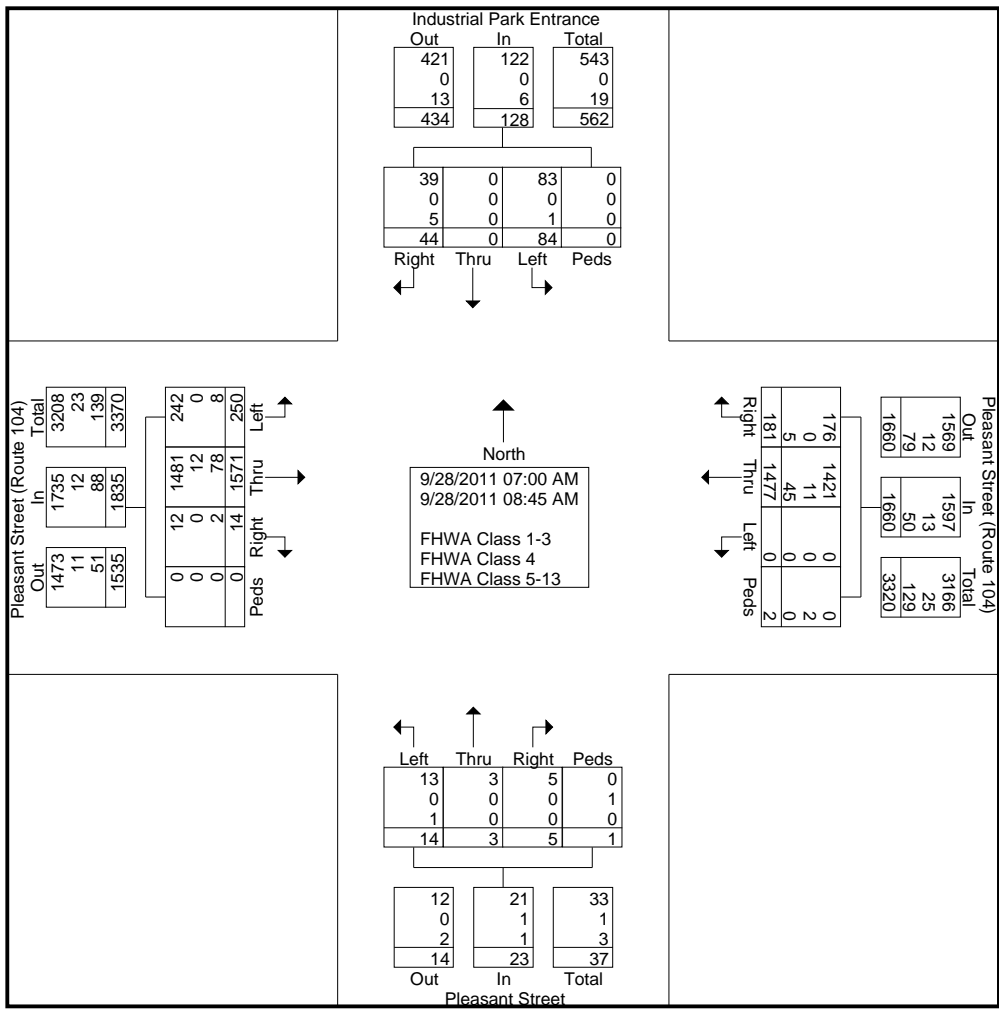 Industrial Park Entrance
Out In Total
421 122 543
0 0 0
13 6 19
434 128 562
39 0 83 0
0 0 0 0
5 0 1 0
44 0 84 0
Right Thru Left Peds
Pleasant Street (Route 104)
Total
3208
23
139
3370
In
1735
12
88
1835
Out
1473
11
51
1535
242
0
8
250
Left
1481
12
78
1571
Thru
12
0
2
14
Right
0
0
0
0
Peds
North
9/28/2011 07:00 AM
9/28/2011 08:45 AM
FHWA Class 1-3
FHWA Class 4
FHWA Class 5-13
Right
181
5
0
176
Thru
1477
45
11
1421
Left
0
0
0
0
Peds
2
0
2
0
Pleasant Street (Route 104)
Out
1569
12
79
1660
In
1597
13
50
1660
Total
3166
25
129
3320
Left Thru Right Peds
13 3 5 0
0 0 0 1
1 0 0 0
14 3 5 1
12 21 33
0 1 1
2 1 3
14 23 37
Out In Total
Pleasant Street